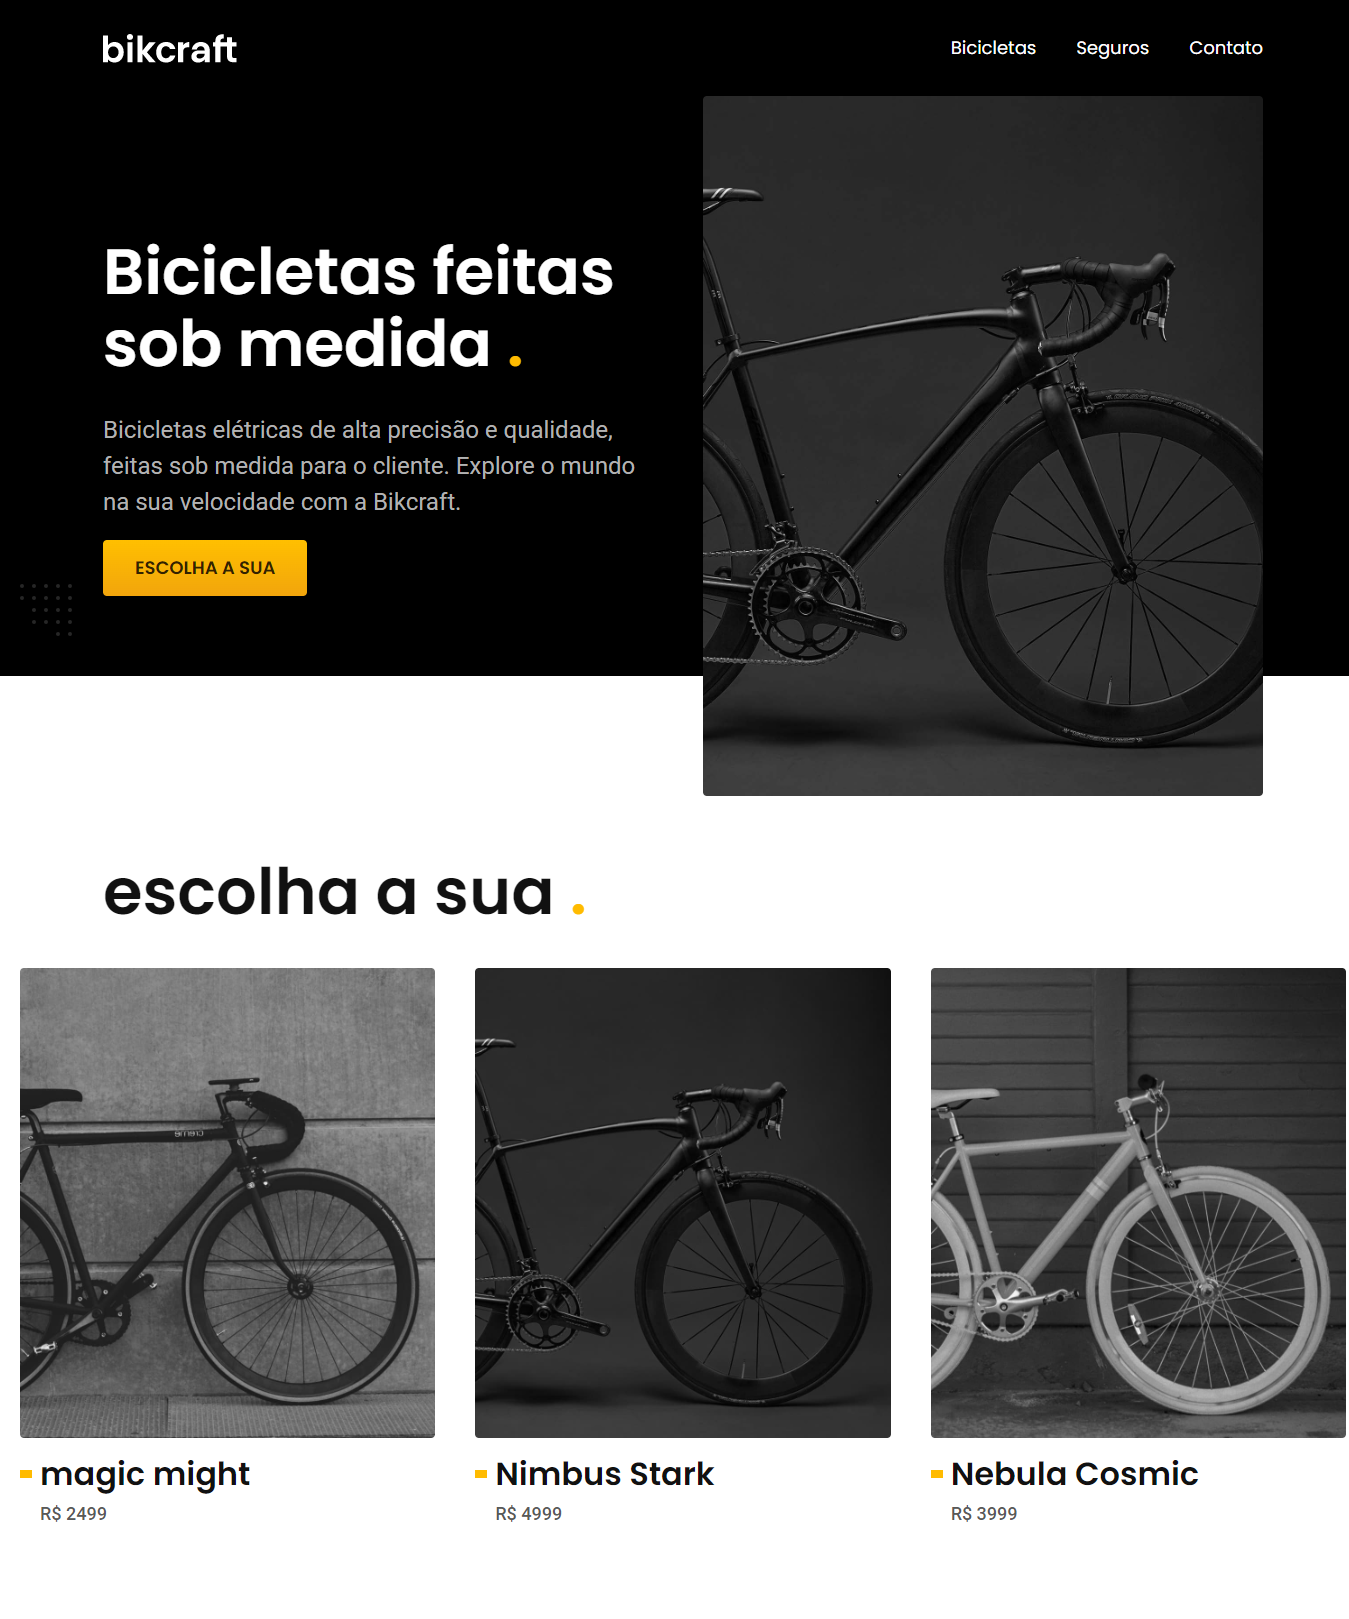 bikcraft
Bicicletas Seguros Contato
Bicicletas feitas
sob medida .
Bicicletas elétricas de alta precisão e qualidade,
feitas sob medida para o cliente. Explore o mundo
na sua velocidade com a Bikcraft.
ESCOLHA A SUA
escolha a sua .
magic might
R$ 2499
Nimbus Stark
R$ 4999
Nebula Cosmic
R$ 3999